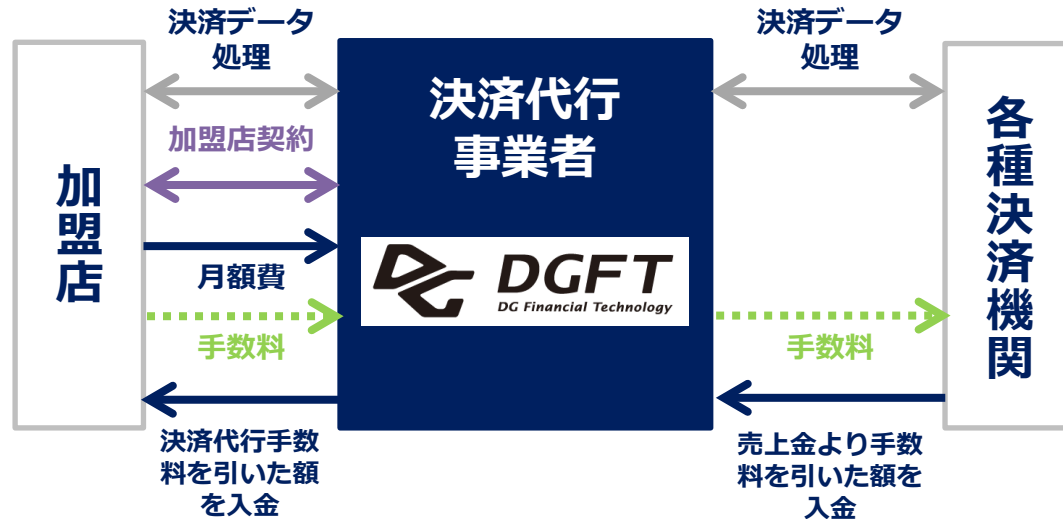 決済データ
処理
決済データ
処理
加盟店
加盟店契約
月額費
手数料
決済代行手数
料を引いた額
を入金
決済代行
事業者
DGFT
DG Financial Technology
手数料
売上金より手数
料を引いた額を
入金
各種決済機関